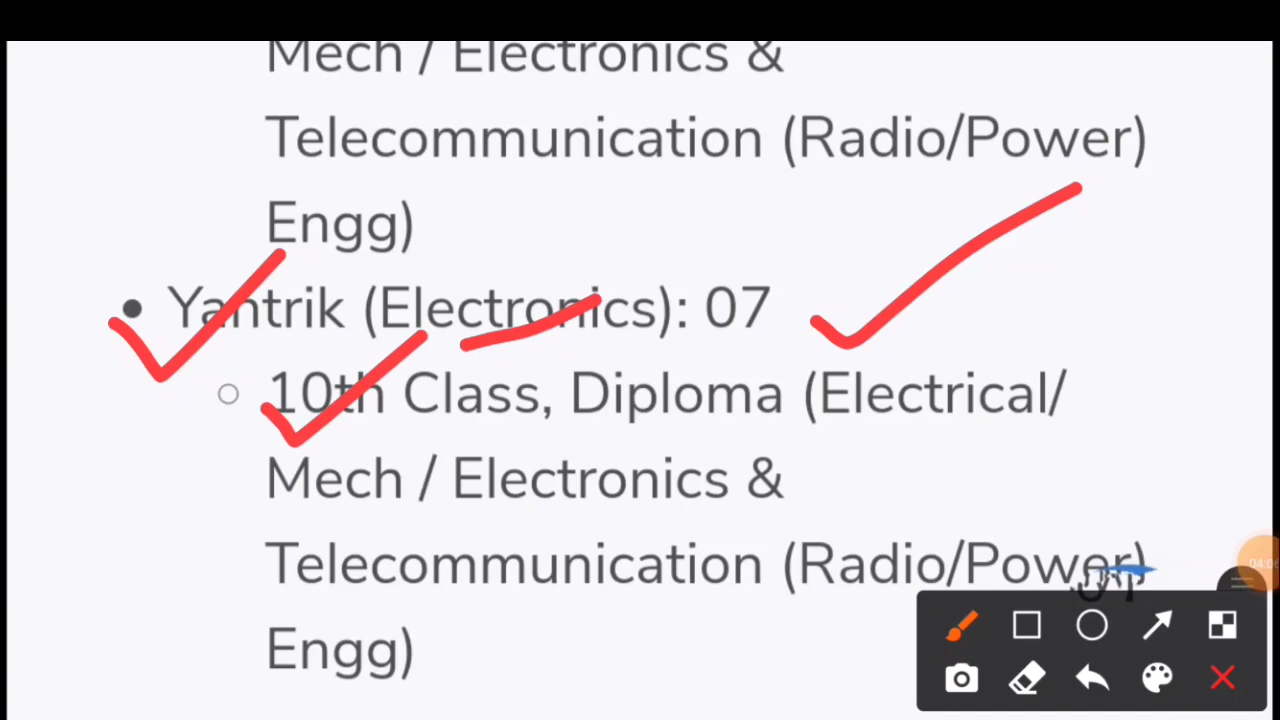 Mech / Electronics &
Telecommunication (Radio/Power)
Engg)
• Yantrik (Electronics): 07
○ 10th Class, Diploma (Electrical/
Mech / Electronics &
Telecommunication (Radio/Power)
Engg)